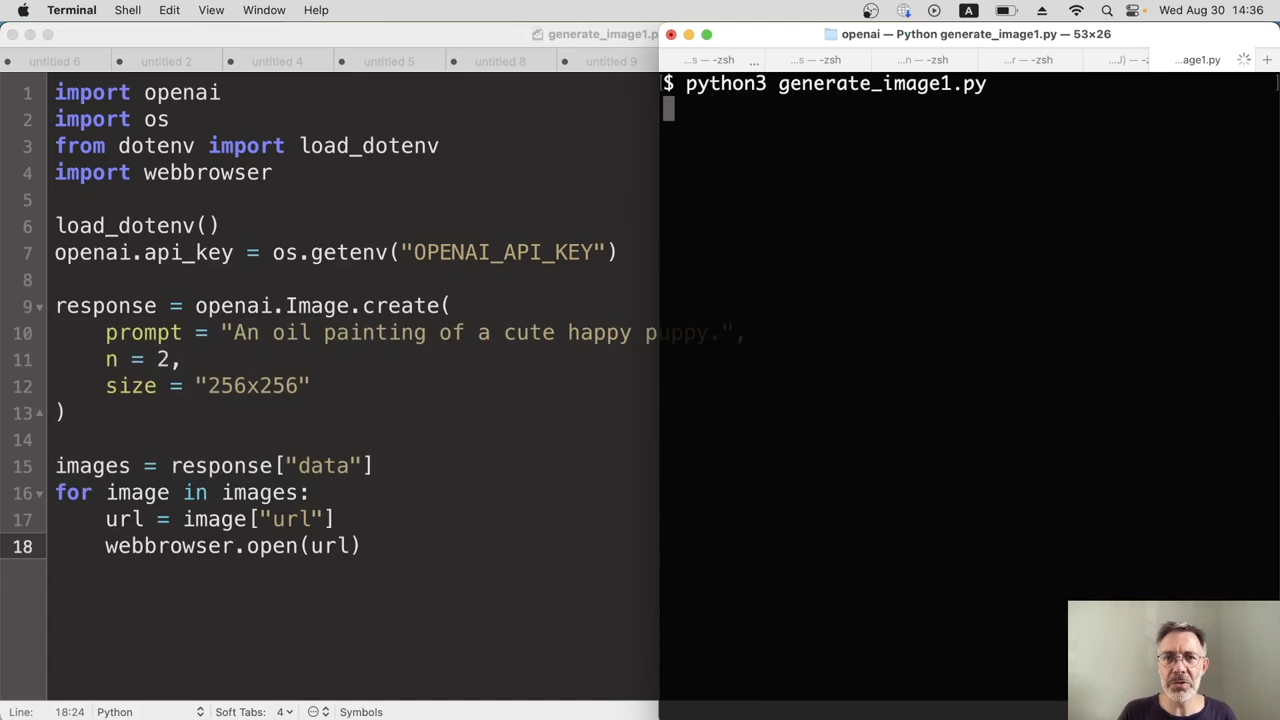 Terminal Shell Edit View Window Help A Wed Aug 30 14:36
generate_image1.p
openai — Python generate_image1.py — 53×26
untitled 6 untitled 2 untitled 4 untitled 5 untitled 8 untitled 9
...s — -zsh ... ...s — -zsh ...n — -zsh ...r — -zsh ...J) — -z ...age1.py +
1 import openai
2 import os
3 from dotenv import load_dotenv
4 import webbrowser
5
6 load_dotenv()
7 openai.api_key = os.getenv("OPENAI_API_KEY")
8
9 response = openai.Image.create(
10 prompt = "An oil painting of a cute happy puppy.",
11 n = 2,
12 size = "256x256"
13 )
14
15 images = response["data"]
16 for image in images:
17 url = image["url"]
18 webbrowser.open(url)
$ python3 generate_image1.py
Line: 18:24 Python Soft Tabs: 4 Symbols